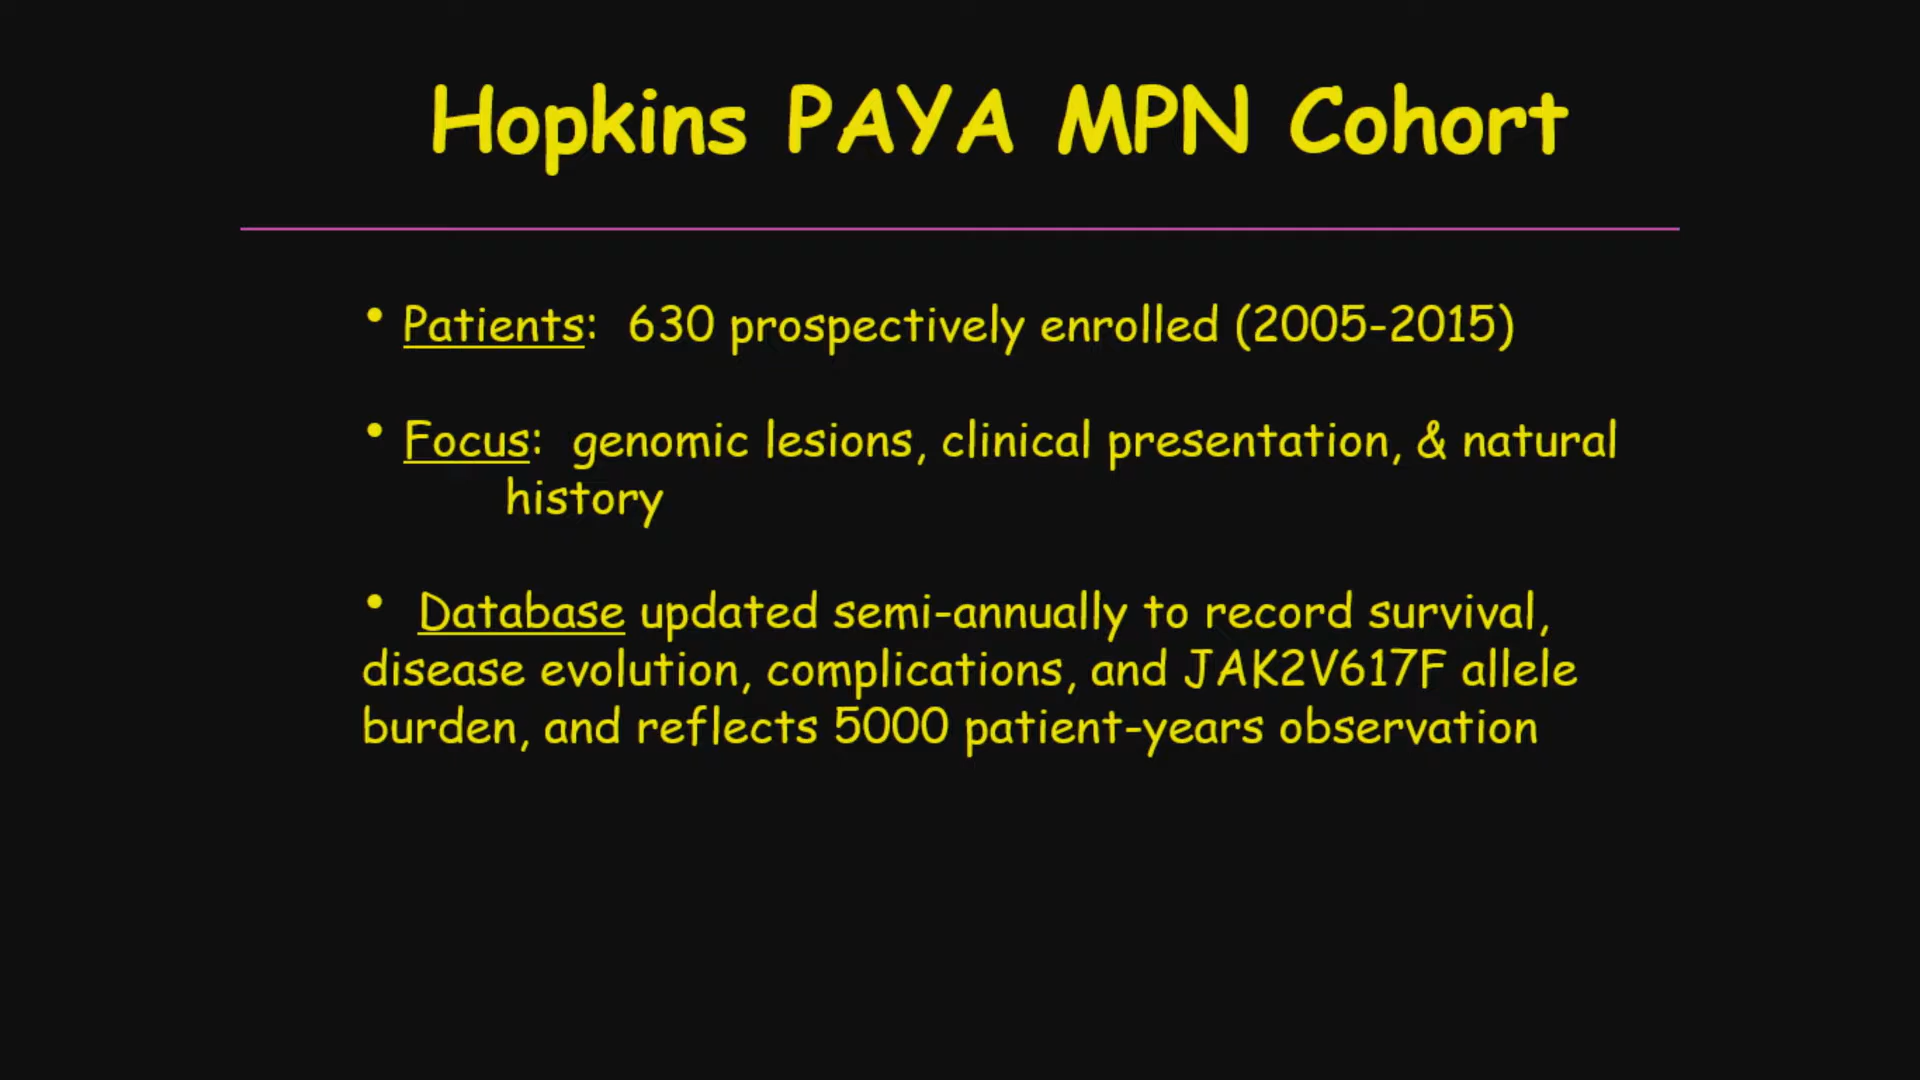 Hopkins PAYA MPN Cohort
• Patients: 630 prospectively enrolled (2005-2015)
• Focus: genomic lesions, clinical presentation, & natural
history
• Database updated semi-annually to record survival,
disease evolution, complications, and JAK2V617F allele
burden, and reflects 5000 patient-years observation